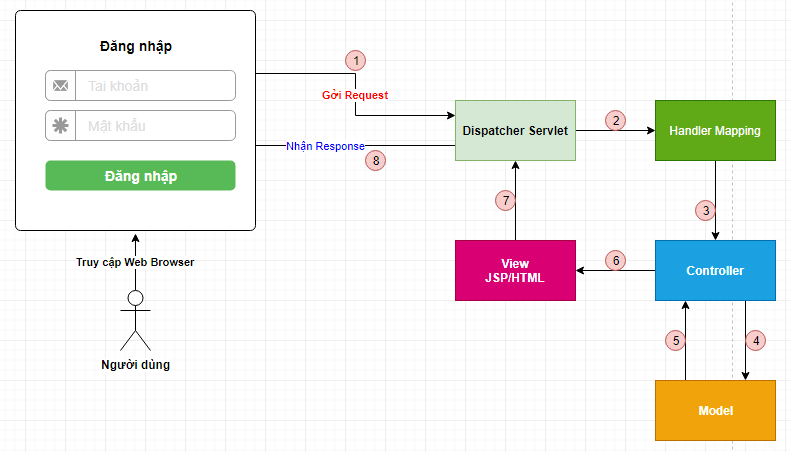 Đăng nhập
Tai khoản
Mật khẩu
Đăng nhập
Truy cập Web Browser
Người dùng
1
Gởi Request
Nhận Response
8
Dispatcher Servlet
2
Handler Mapping
3
7
View
JSP/HTML
6
Controller
5
4
Model